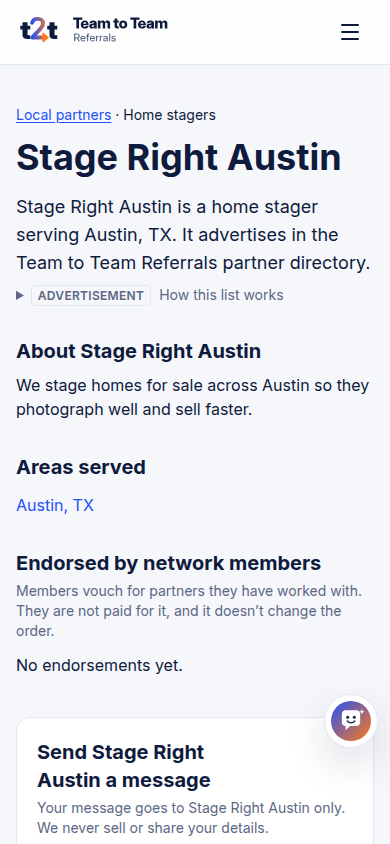 t2t Team to Team
Referrals
Local partners · Home stagers
Stage Right Austin
Stage Right Austin is a home stager
serving Austin, TX. It advertises in the
Team to Team Referrals partner directory.
ADVERTISEMENT How this list works
About Stage Right Austin
We stage homes for sale across Austin so they
photograph well and sell faster.
Areas served
Austin, TX
Endorsed by network members
Members vouch for partners they have worked with.
They are not paid for it, and it doesn’t change the
order.
No endorsements yet.
Send Stage Right
Austin a message
Your message goes to Stage Right Austin only.
We never sell or share your details.